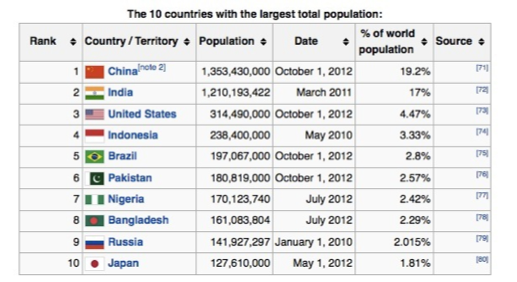 The 10 countries with the largest total population:
Rank Country / Territory Population Date % of world population Source
1 China[note 2] 1,353,430,000 October 1, 2012 19.2% [71]
2 India 1,210,193,422 March 2011 17% [72]
3 United States 314,490,000 October 1, 2012 4.47% [73]
4 Indonesia 238,400,000 May 2010 3.33% [74]
5 Brazil 197,067,000 October 1, 2012 2.8% [75]
6 Pakistan 180,819,000 October 1, 2012 2.57% [76]
7 Nigeria 170,123,740 July 2012 2.42% [77]
8 Bangladesh 161,083,804 July 2012 2.29% [78]
9 Russia 141,927,297 January 1, 2010 2.015% [79]
10 Japan 127,610,000 May 1, 2012 1.81% [80]